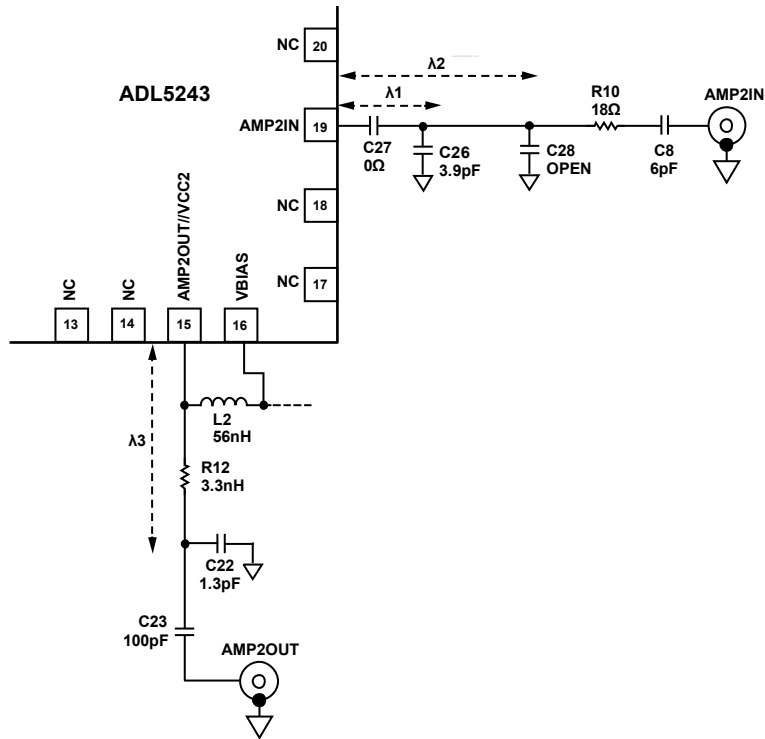 NC
20
λ2
ADL5243
λ1
R10
18Ω
AMP2IN
AMP2IN
19
C27
0Ω
C26
3.9pF
C28
OPEN
C8
6pF
NC
18
NC
17
NC
NC
AMP2OUT//VCC2
VBIAS
13
14
15
16
L2
56nH
λ3
R12
3.3nH
C22
1.3pF
C23
100pF
AMP2OUT